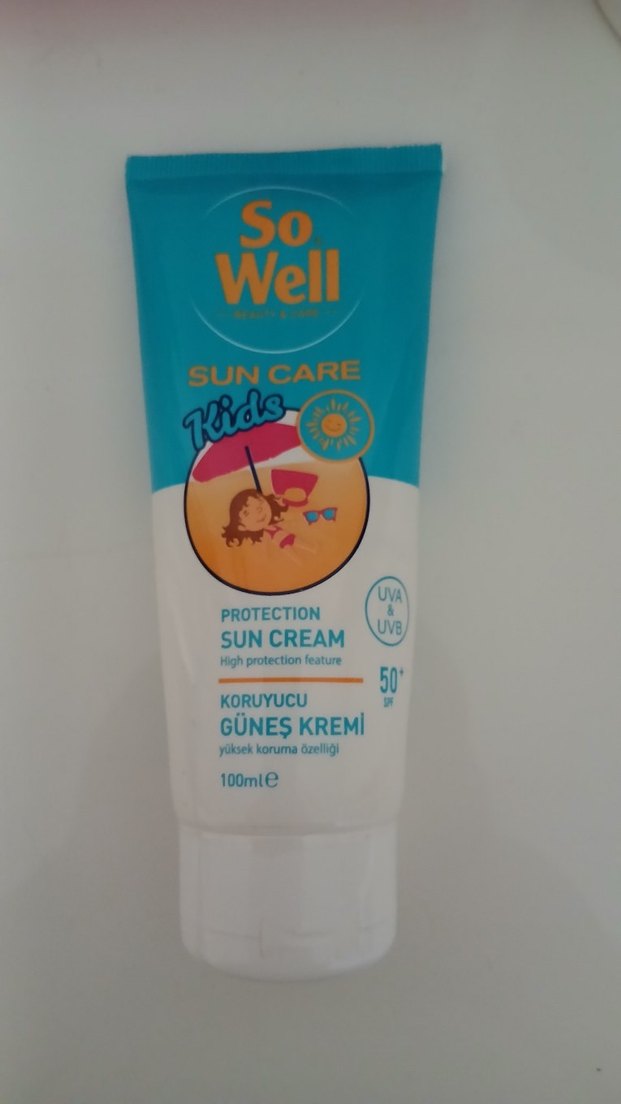 So
Well
BEAUTY & CARE
SUN CARE
Kids
PROTECTION
SUN CREAM
High protection feature
UVA
&
UVB
50+
SPF
KORUYUCU
GÜNEŞ KREMİ
yüksek koruma özelliği
100ml℮